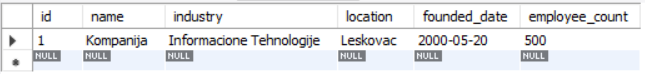 id name industry location founded_date employee_count
1 Kompanija Informacione Tehnologije Leskovac 2000-05-20 500
NULL NULL NULL NULL NULL NULL